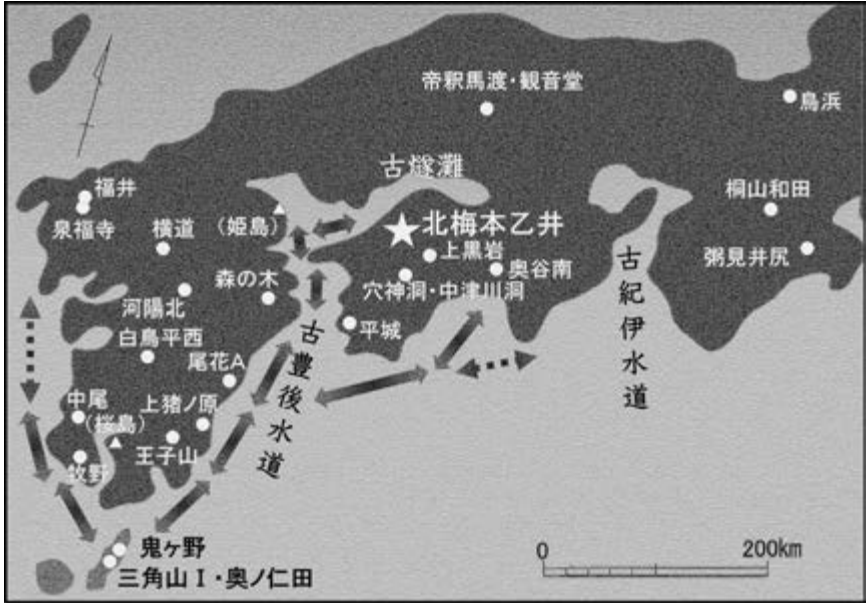 帝釈馬渡・観音堂
鳥浜
古燧灘
福井
泉福寺
横道
（姫島）
北梅本乙井
桐山和田
上黒岩
奥谷南
粥見井尻
森の木
穴神洞・中津川洞
河陽北
古豊後水道
古紀伊水道
平城
白鳥平西
尾花A
中尾
（桜島）
上猪ノ原
王子山
牧野
鬼ヶ野
三角山Ⅰ・奥ノ仁田
0
200km